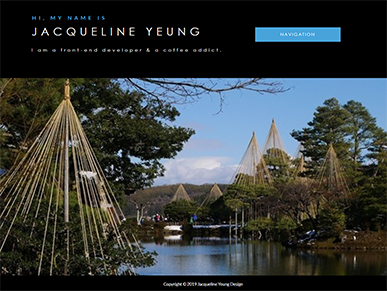 HI, MY NAME IS
JACQUELINE YEUNG
I am a front-end developer & a coffee addict.
NAVIGATION
Copyright © 2019 Jacqueline Yeung Design